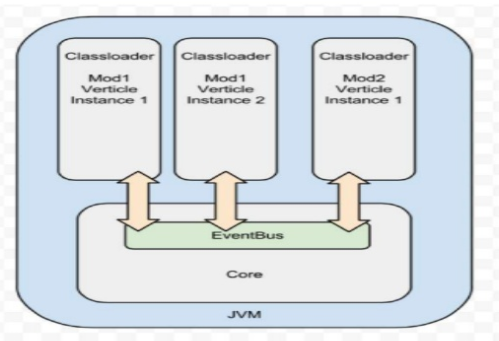 Classloader
Mod1
Verticle
Instance 1
Classloader
Mod1
Verticle
Instance 2
Classloader
Mod2
Verticle
Instance 1
EventBus
Core
JVM